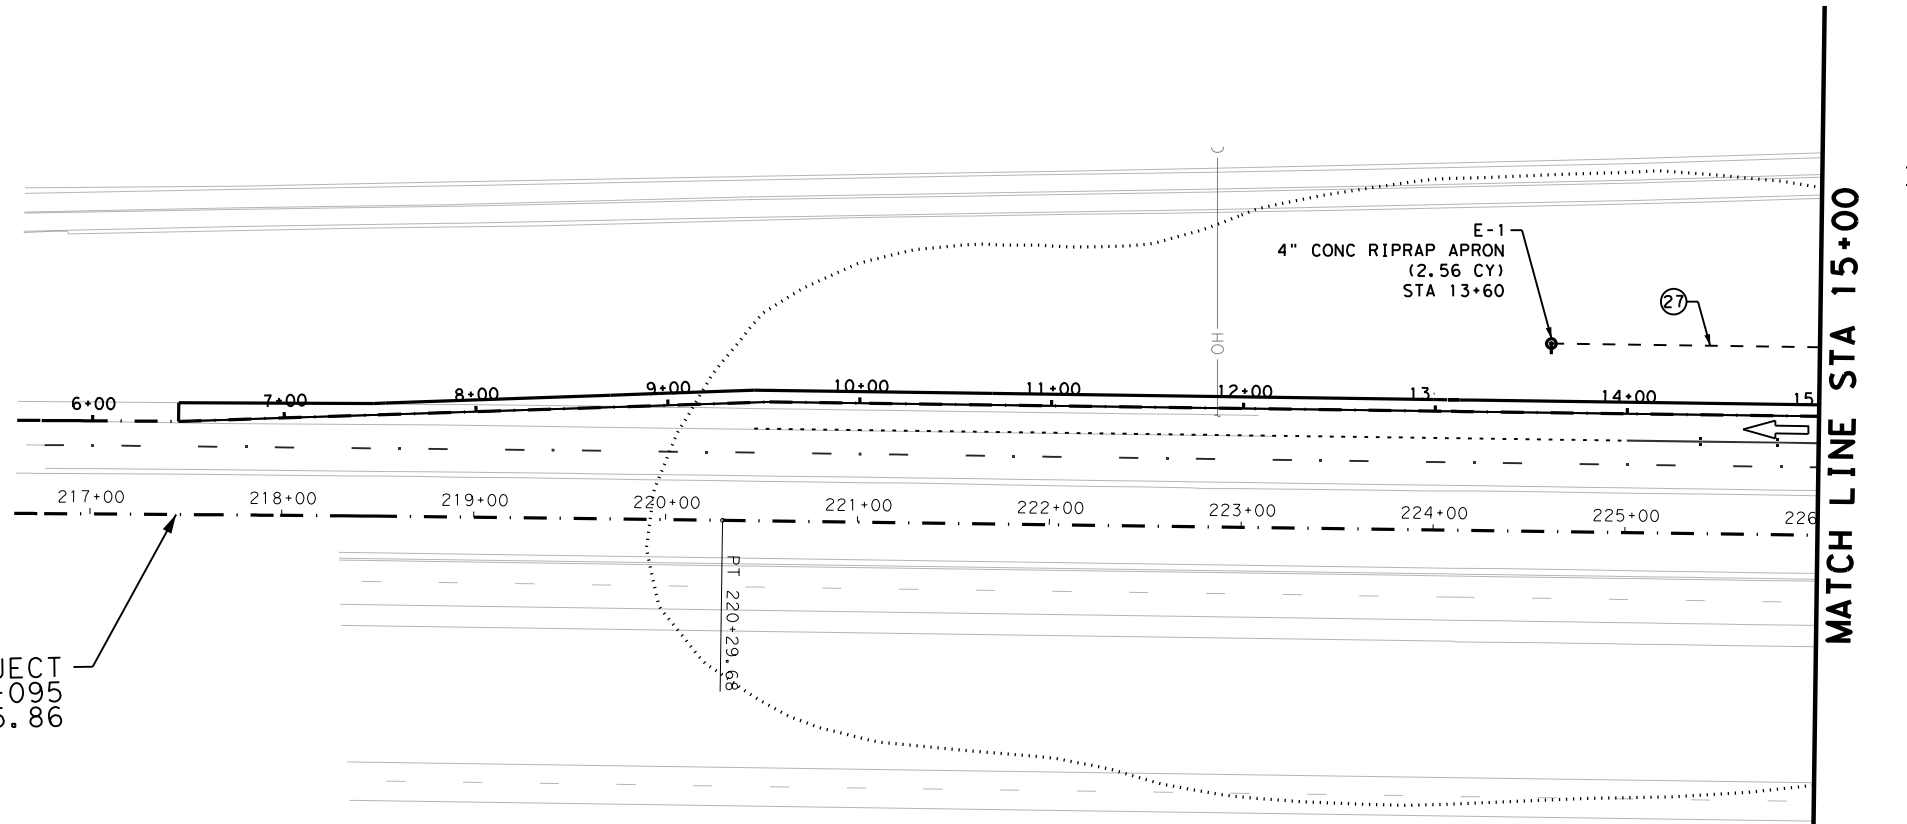 E-1
4" CONC RIPRAP APRON
(2.56 CY)
STA 13+60
27
6+00 7+00 8+00 9+00 10+00 11+00 12+00 13 14+00 15
217+00 218+00 219+00 220+00 221+00 222+00 223+00 224+00 225+00 226
OH
PT 220+29.68
JECT
-095
.86
MATCH LINE STA 15+00